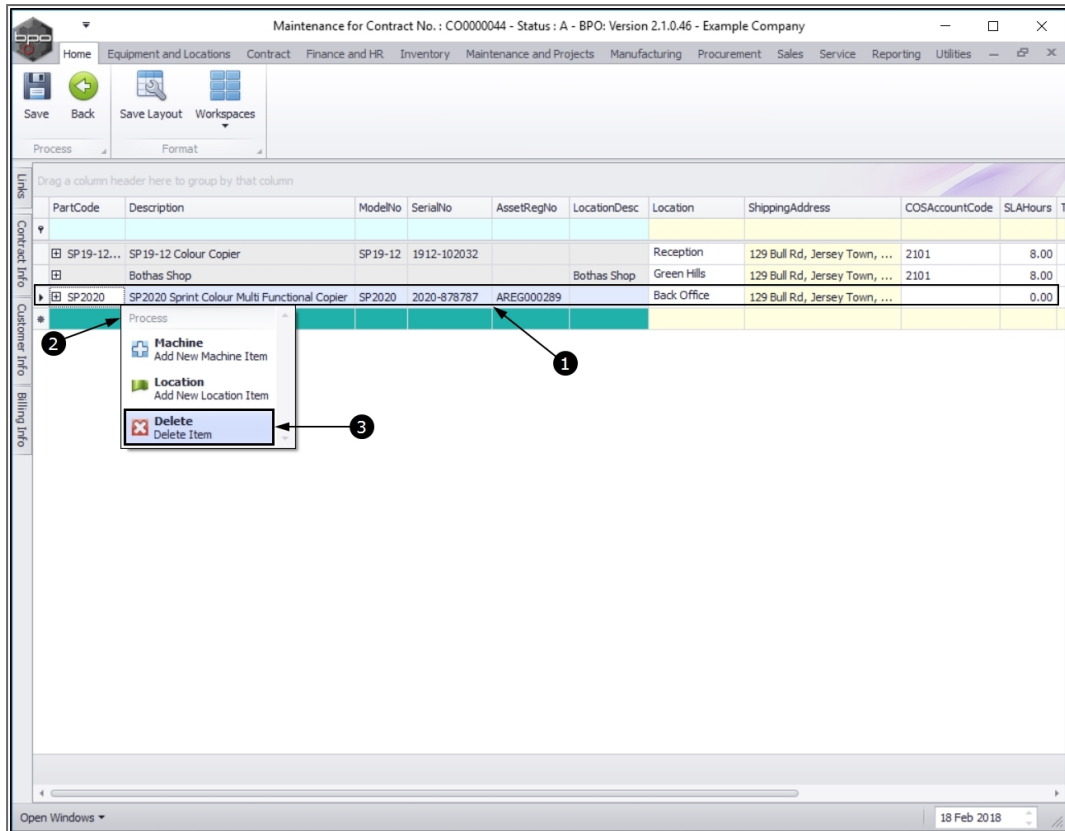 Maintenance for Contract No. : CO0000044 - Status : A - BPO: Version 2.1.0.46 - Example Company
bpo
Home Equipment and Locations Contract Finance and HR Inventory Maintenance and Projects Manufacturing Procurement Sales Service Reporting Utilities
Save Back Save Layout Workspaces
Process Format
Links
Contract Info
Customer Info
Billing Info
Drag a column header here to group by that column
PartCode Description ModelNo SerialNo AssetRegNo LocationDesc Location ShippingAddress COSAccountCode SLAHours T
SP19-12... SP19-12 Colour Copier SP19-12 1912-102032 Reception 129 Bull Rd, Jersey Town, ... 2101 8.00
Bothas Shop Bothas Shop Green Hills 129 Bull Rd, Jersey Town, ... 2101 8.00
SP2020 SP2020 Sprint Colour Multi Functional Copier SP2020 2020-878787 AREG000289 Back Office 129 Bull Rd, Jersey Town, ... 0.00
Process
2
Machine
Add New Machine Item
1
Location
Add New Location Item
Delete
Delete Item
3
Open Windows 18 Feb 2018